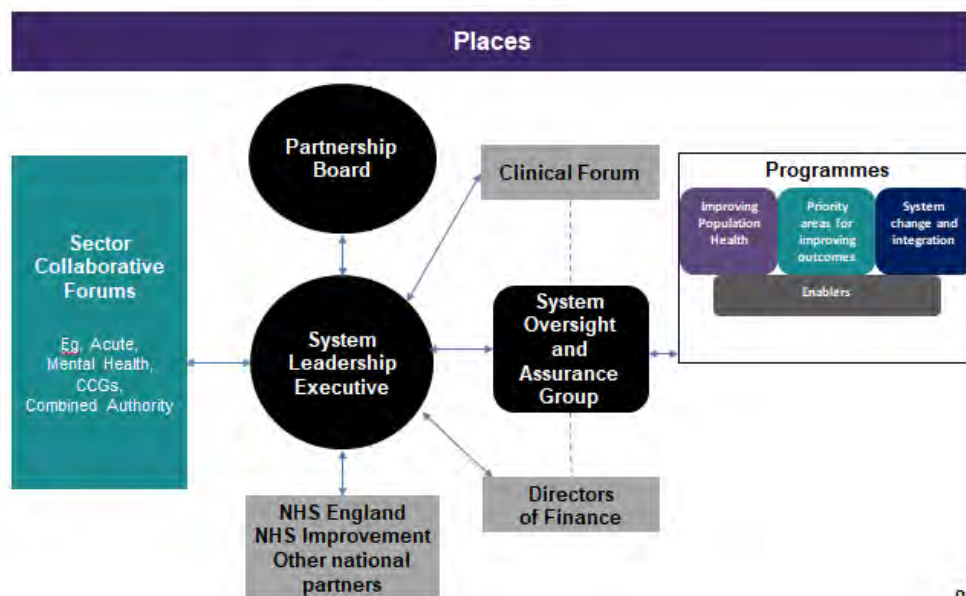 Places
Partnership
Board
Sector
Collaborative
Forums
Eg, Acute,
Mental Health,
CCGs,
Combined Authority
System
Leadership
Executive
NHS England
NHS Improvement
Other national
partners
Clinical Forum
System
Oversight
and
Assurance
Group
Directors
of Finance
Programmes
Improving
Population
Health
Priority
areas for
improving
outcomes
System
change and
integration
Enablers